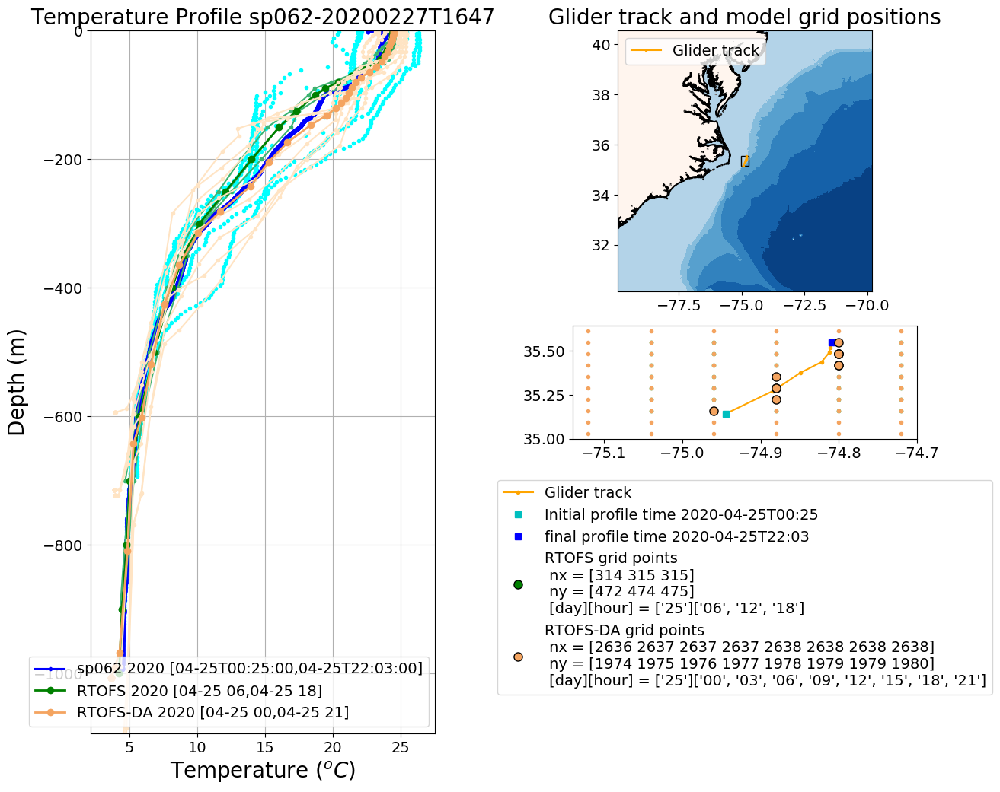 Temperature Profile sp062-20200227T1647
0
−200
−400
−600
−800
−1000
Depth (m)
5
10
15
20
25
Temperature (°C)
sp062 2020 [04-25T00:25:00,04-25T22:03:00]
RTOFS 2020 [04-25 06,04-25 18]
RTOFS-DA 2020 [04-25 00,04-25 21]
Glider track and model grid positions
Glider track
40
38
36
34
32
−77.5
−75.0
−72.5
−70.0
35.50
35.25
35.00
−75.1
−75.0
−74.9
−74.8
−74.7
Glider track
Initial profile time 2020-04-25T00:25
final profile time 2020-04-25T22:03
RTOFS grid points
nx = [314 315 315]
ny = [472 474 475]
[day][hour] = ['25']['06', '12', '18']
RTOFS-DA grid points
nx = [2636 2637 2637 2637 2638 2638 2638 2638]
ny = [1974 1975 1976 1977 1978 1979 1979 1980]
[day][hour] = ['25']['00', '03', '06', '09', '12', '15', '18', '21']